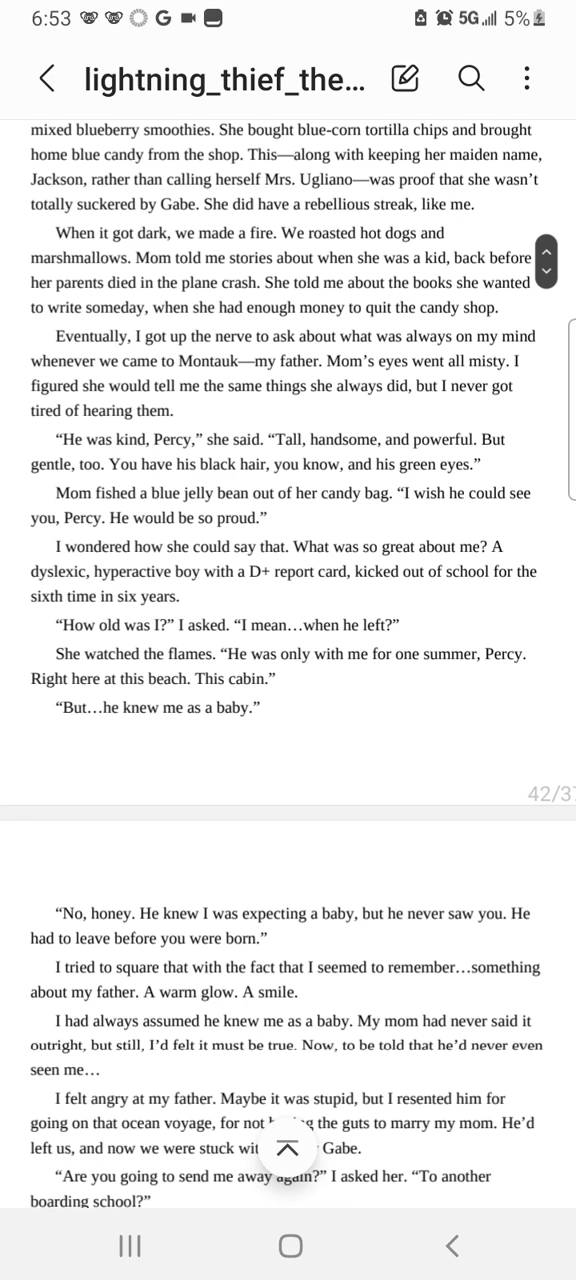 6:53
G
5G
5%
lightning_thief_the...
mixed blueberry smoothies. She bought blue-corn tortilla chips and brought
home blue candy from the shop. This—along with keeping her maiden name,
Jackson, rather than calling herself Mrs. Ugliano—was proof that she wasn’t
totally suckered by Gabe. She did have a rebellious streak, like me.
When it got dark, we made a fire. We roasted hot dogs and
marshmallows. Mom told me stories about when she was a kid, back before
her parents died in the plane crash. She told me about the books she wanted
to write someday, when she had enough money to quit the candy shop.
Eventually, I got up the nerve to ask about what was always on my mind
whenever we came to Montauk—my father. Mom’s eyes went all misty. I
figured she would tell me the same things she always did, but I never got
tired of hearing them.
“He was kind, Percy,” she said. “Tall, handsome, and powerful. But
gentle, too. You have his black hair, you know, and his green eyes.”
Mom fished a blue jelly bean out of her candy bag. “I wish he could see
you, Percy. He would be so proud.”
I wondered how she could say that. What was so great about me? A
dyslexic, hyperactive boy with a D+ report card, kicked out of school for the
sixth time in six years.
“How old was I?” I asked. “I mean…when he left?”
She watched the flames. “He was only with me for one summer, Percy.
Right here at this beach. This cabin.”
“But…he knew me as a baby.”
42/37
“No, honey. He knew I was expecting a baby, but he never saw you. He
had to leave before you were born.”
I tried to square that with the fact that I seemed to remember…something
about my father. A warm glow. A smile.
I had always assumed he knew me as a baby. My mom had never said it
outright, but still, I’d felt it must be true. Now, to be told that he’d never even
seen me…
I felt angry at my father. Maybe it was stupid, but I resented him for
going on that ocean voyage, for not the guts to marry my mom. He’d
left us, and now we were stuck Gabe.
“Are you going to send me away again?” I asked her. “To another
boarding school?”